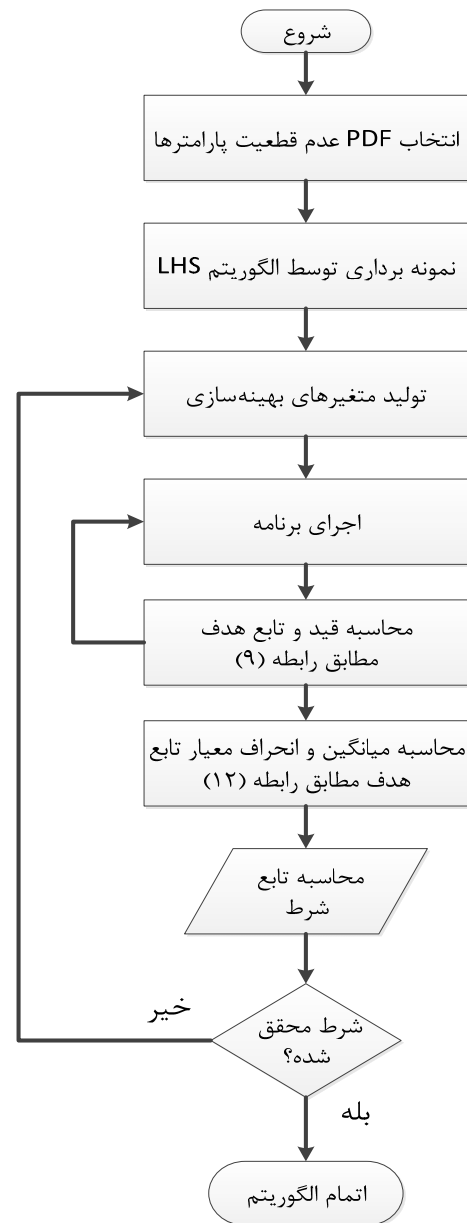 شروع
انتخاب PDF عدم قطعیت پارامترها
نمونه برداری توسط الگوریتم LHS
تولید متغیرهای بهینه‌سازی
اجرای برنامه
محاسبه قید و تابع هدف
مطابق رابطه (۹)
محاسبه میانگین و انحراف معیار تابع
هدف مطابق رابطه (۱۲)
محاسبه تابع
شرط
خیر
شرط محقق
شده؟
بله
اتمام الگوریتم